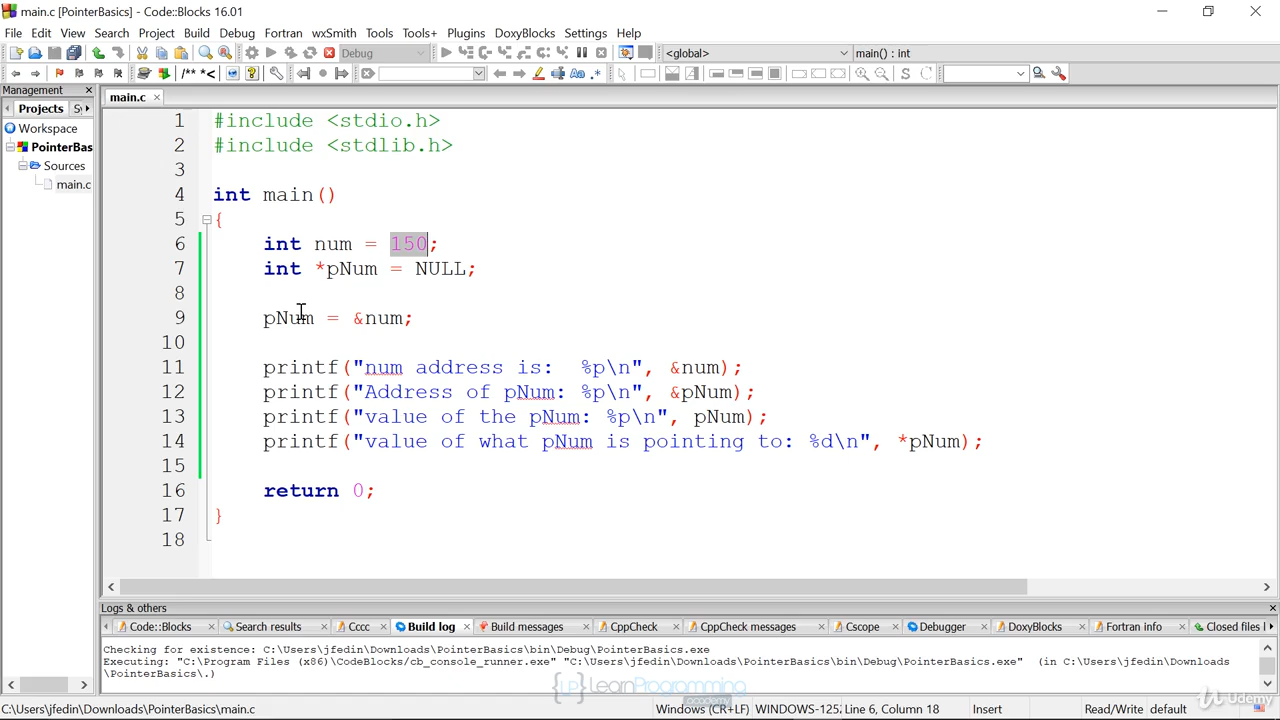 main.c [PointerBasics] - Code::Blocks 16.01
File Edit View Search Project Build Debug Fortran wxSmith Tools Tools+ Plugins DoxyBlocks Settings Help
Debug <global> main() : int
/** *<
Management
main.c
Projects Sy
Workspace
PointerBas
Sources
main.c
1 #include <stdio.h>
2 #include <stdlib.h>
3
4 int main()
5 {
6 int num = 150;
7 int *pNum = NULL;
8
9 pNum = &num;
10
11 printf("num address is:  %p\n", &num);
12 printf("Address of pNum: %p\n", &pNum);
13 printf("value of the pNum: %p\n", pNum);
14 printf("value of what pNum is pointing to: %d\n", *pNum);
15
16 return 0;
17 }
18
Logs & others
Code::Blocks Search results Cccc Build log Build messages CppCheck CppCheck messages Cscope Debugger DoxyBlocks Fortran info Closed files l
Checking for existence: C:\Users\jfedin\Downloads\PointerBasics\bin\Debug\PointerBasics.exe
Executing: "C:\Program Files (x86)\CodeBlocks/cb_console_runner.exe" "C:\Users\jfedin\Downloads\PointerBasics\bin\Debug\PointerBasics.exe"  (in C:\Users\jfedin\Downloads
\PointerBasics\.)
LP LearnProgramming
academy
Udemy
C:\Users\jfedin\Downloads\PointerBasics\main.c Windows (CR+LF) WINDOWS-125 Line 6, Column 18 Insert Read/Write default